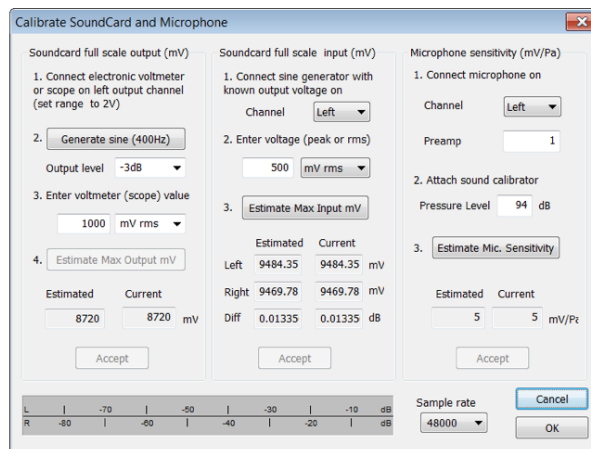 Calibrate SoundCard and Microphone
Soundcard full scale output (mV)
1. Connect electronic voltmeter
or scope on left output channel
(set range to 2V)
2. Generate sine (400Hz)
Output level -3dB
3. Enter voltmeter (scope) value
1000 mV rms
4. Estimate Max Output mV
Estimated Current
8720 8720 mV
Accept
Soundcard full scale input (mV)
1. Connect sine generator with
known output voltage on
Channel Left
2. Enter voltage (peak or rms)
500 mV rms
3. Estimate Max Input mV
Estimated Current
Left 9484.35 9484.35 mV
Right 9469.78 9469.78 mV
Diff 0.01335 0.01335 dB
Accept
Microphone sensitivity (mV/Pa)
1. Connect microphone on
Channel Left
Preamp 1
2. Attach sound calibrator
Pressure Level 94 dB
3. Estimate Mic. Sensitivity
Estimated Current
5 5 mV/Pa
Accept
L -70 -50 -30 -10 dB
R -80 -60 -40 -20 dB
Sample rate
48000
Cancel
OK